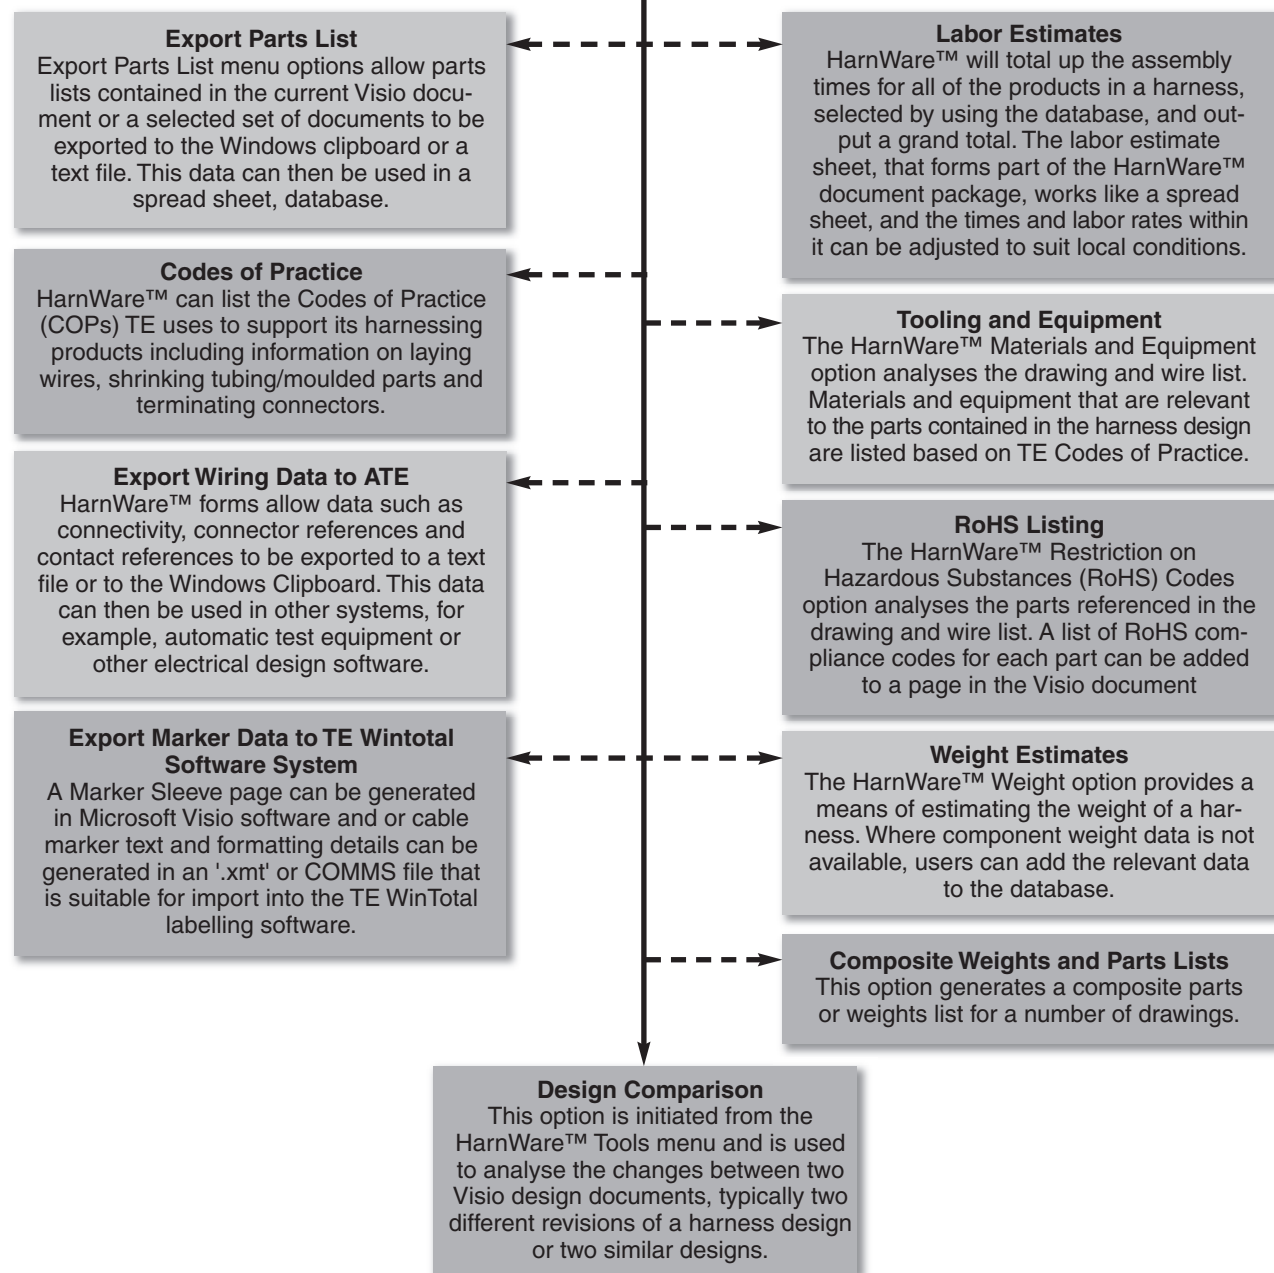 Export Parts List
Export Parts List menu options allow parts
lists contained in the current Visio docu-
ment or a selected set of documents to be
exported to the Windows clipboard or a
text file. This data can then be used in a
spread sheet, database.
Labor Estimates
HarnWare™ will total up the assembly
times for all of the products in a harness,
selected by using the database, and out-
put a grand total. The labor estimate
sheet, that forms part of the HarnWare™
document package, works like a spread
sheet, and the times and labor rates within
it can be adjusted to suit local conditions.
Codes of Practice
HarnWare™ can list the Codes of Practice
(COPs) TE uses to support its harnessing
products including information on laying
wires, shrinking tubing/moulded parts and
terminating connectors.
Tooling and Equipment
The HarnWare™ Materials and Equipment
option analyses the drawing and wire list.
Materials and equipment that are relevant
to the parts contained in the harness design
are listed based on TE Codes of Practice.
Export Wiring Data to ATE
HarnWare™ forms allow data such as
connectivity, connector references and
contact references to be exported to a text
file or to the Windows Clipboard. This data
can then be used in other systems, for
example, automatic test equipment or
other electrical design software.
RoHS Listing
The HarnWare™ Restriction on
Hazardous Substances (RoHS) Codes
option analyses the parts referenced in the
drawing and wire list. A list of RoHS com-
pliance codes for each part can be added
to a page in the Visio document
Export Marker Data to TE Wintotal
Software System
A Marker Sleeve page can be generated
in Microsoft Visio software and or cable
marker text and formatting details can be
generated in an '.xmt' or COMMS file that
is suitable for import into the TE WinTotal
labelling software.
Weight Estimates
The HarnWare™ Weight option provides a
means of estimating the weight of a har-
ness. Where component weight data is not
available, users can add the relevant data
to the database.
Composite Weights and Parts Lists
This option generates a composite parts
or weights list for a number of drawings.
Design Comparison
This option is initiated from the
HarnWare™ Tools menu and is used
to analyse the changes between two
Visio design documents, typically two
different revisions of a harness design
or two similar designs.